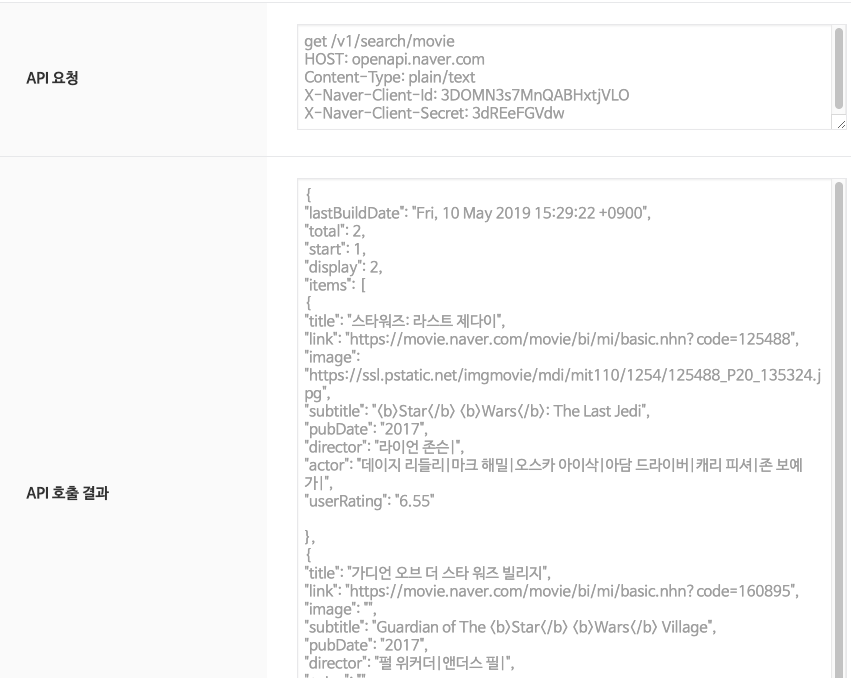 API 요청
get /v1/search/movie
HOST: openapi.naver.com
Content-Type: plain/text
X-Naver-Client-Id: 3DOMN3s7MnQABHxtjVLO
X-Naver-Client-Secret: 3dREeFGVdw
API 호출 결과
{
"lastBuildDate": "Fri, 10 May 2019 15:29:22 +0900",
"total": 2,
"start": 1,
"display": 2,
"items": [
{
"title": "스타워즈: 라스트 제다이",
"link": "https://movie.naver.com/movie/bi/mi/basic.nhn? code=125488",
"image":
"https://ssl.pstatic.net/imgmovie/mdi/mit110/1254/125488_P20_135324.j
pg",
"subtitle": "<b>Star</b> <b>Wars</b>: The Last Jedi",
"pubDate": "2017",
"director": "라이언 존슨|",
"actor": "데이지 리들리|마크 해밀|오스카 아이삭|아담 드라이버|캐리 피셔|존 보예
가|",
"userRating": "6.55"
},
{
"title": "가디언 오브 더 스타 워즈 빌리지",
"link": "https://movie.naver.com/movie/bi/mi/basic.nhn? code=160895",
"image": "",
"subtitle": "Guardian of The <b>Star</b> <b>Wars</b> Village",
"pubDate": "2017",
"director": "펄 위커더|앤더스 필|",